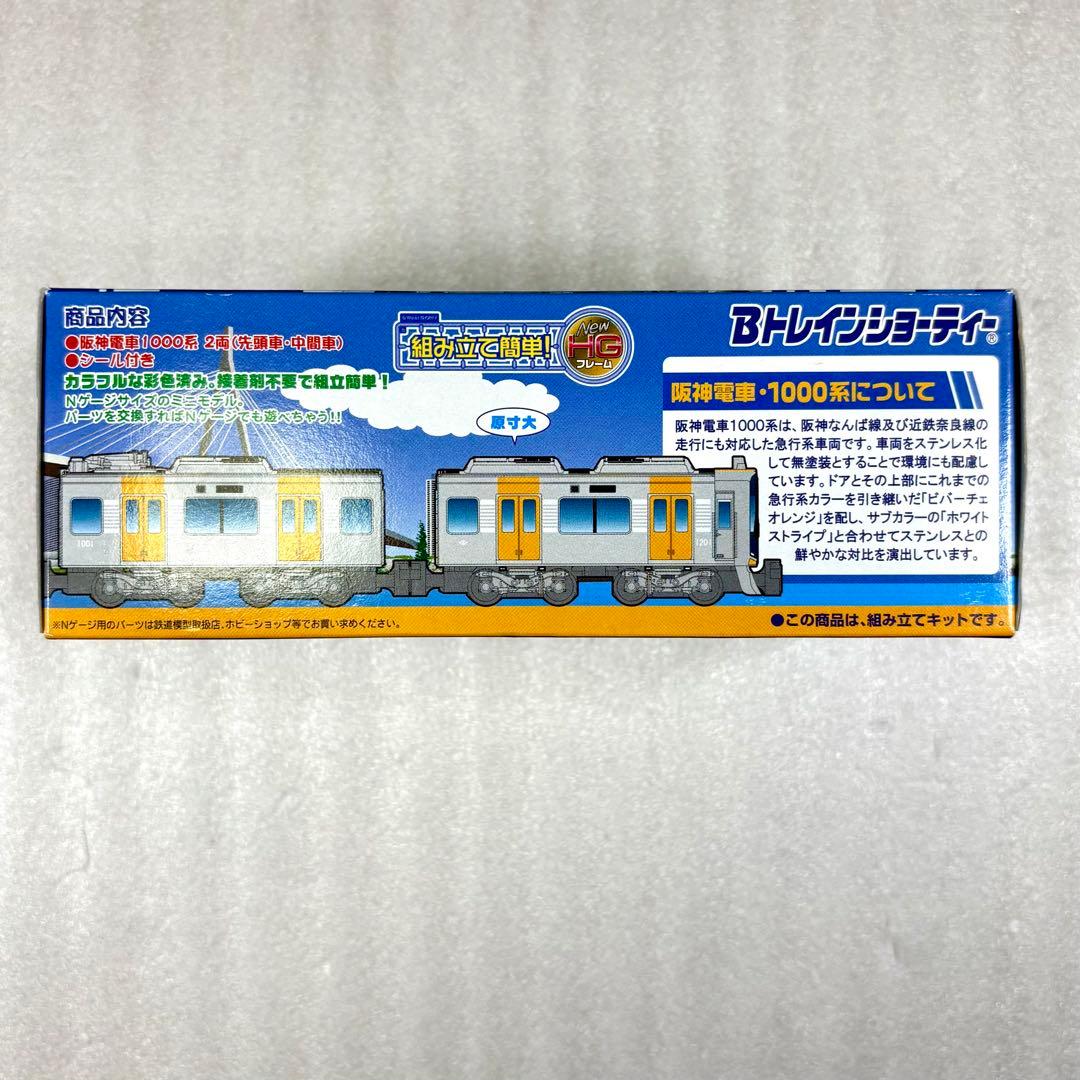 商品内容
●阪神電車1000系 2両(先頭車・中間車)
●シール付き
カラフルな彩色済み。接着剤不要で組立簡単！
Nゲージサイズのミニモデル。
パーツを交換すればNゲージでも遊べちゃう!!
組み立て簡単！
New
HG
フレーム
原寸大
Bトレインショーティー®
阪神電車・1000系について
阪神電車1000系は、阪神なんば線及び近鉄奈良線の
走行にも対応した急行系車両です。車両をステンレス化
して無塗装とすることで環境にも配慮し
ています。ドアとその上部にこれまでの
急行系カラーを引き継いだ「ビバーチェ
オレンジ」を配し、サブカラーの「ホワイト
ストライプ」と合わせてステンレスとの
鮮やかな対比を演出しています。
1001
1201
※Nゲージ用のパーツは鉄道模型取扱店、ホビーショップ等でお買い求めください。
●この商品は、組み立てキットです。